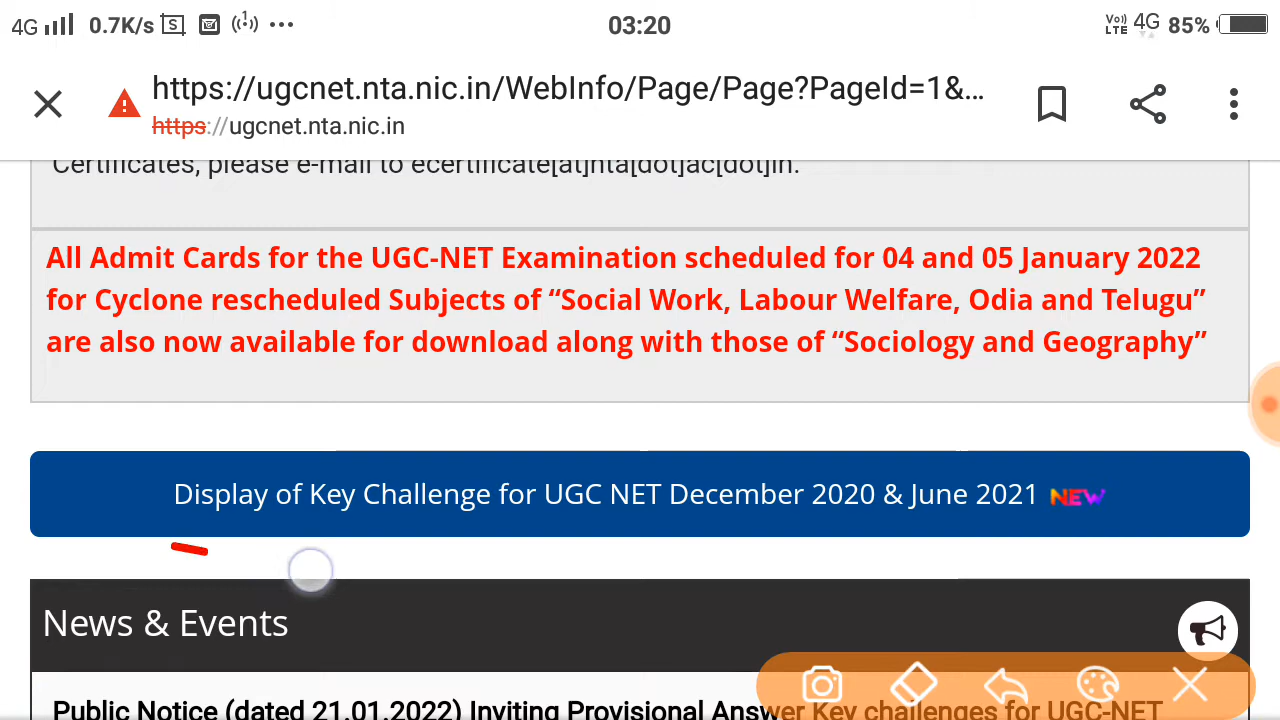 4G 0.7K/s S 03:20 Vo) LTE 4G 85%
https://ugcnet.nta.nic.in/WebInfo/Page/Page?PageId=1&...
https://ugcnet.nta.nic.in
Certificates, please e-mail to ecertificate[at]nta[dot]ac[dot]in.
All Admit Cards for the UGC-NET Examination scheduled for 04 and 05 January 2022
for Cyclone rescheduled Subjects of “Social Work, Labour Welfare, Odia and Telugu”
are also now available for download along with those of “Sociology and Geography”
Display of Key Challenge for UGC NET December 2020 & June 2021 NEW
News & Events
Public Notice (dated 21.01.2022) Inviting Provisional Answer Key challenges for UGC-NET